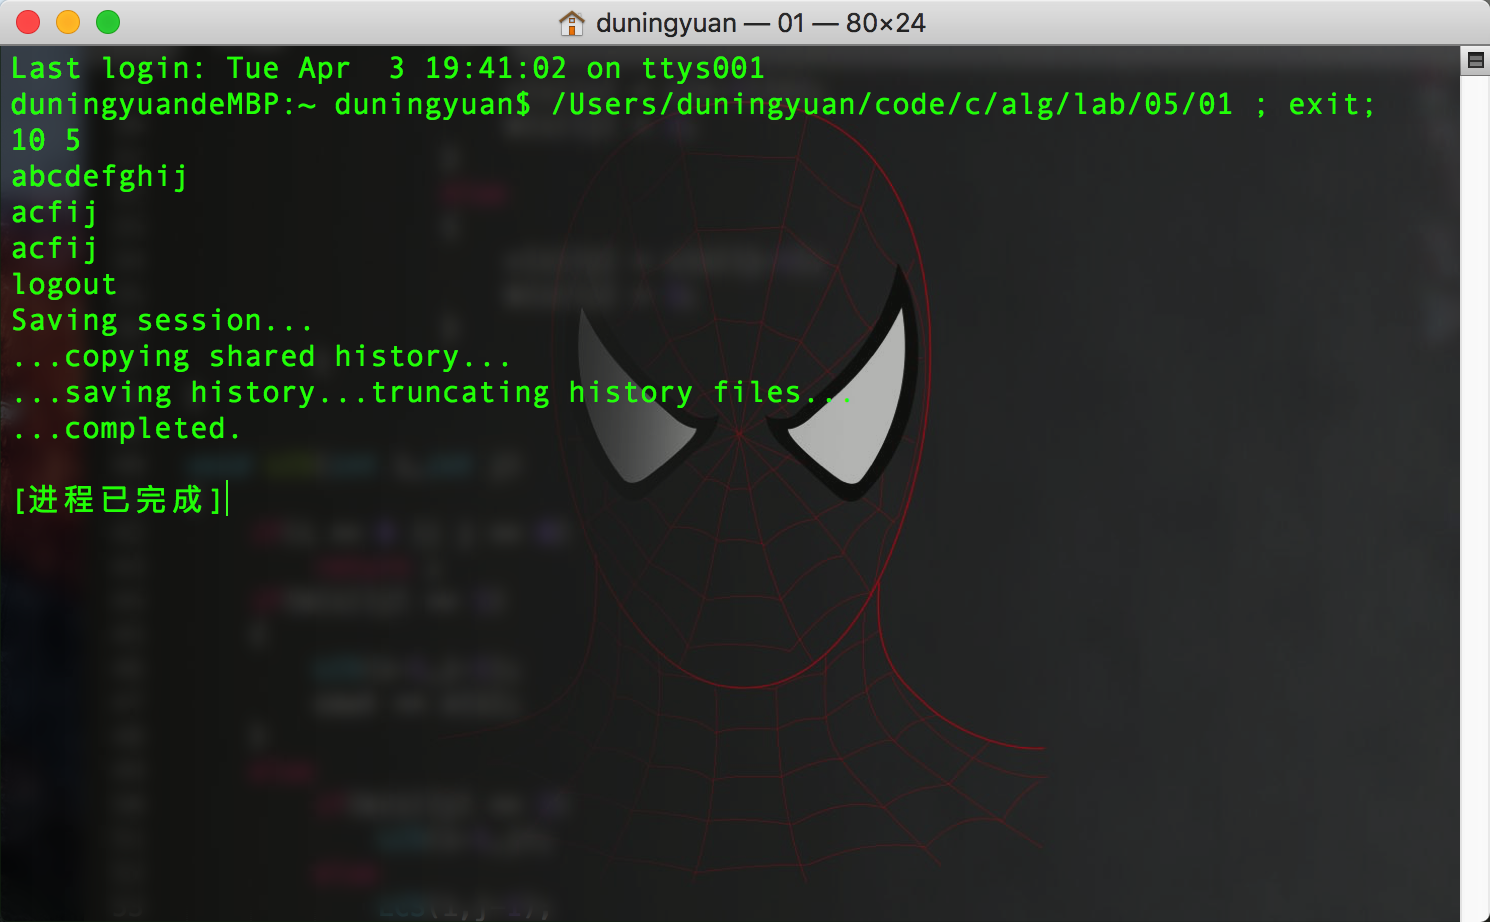 duningyuan — 01 — 80×24
Last login: Tue Apr  3 19:41:02 on ttys001
duningyuandeMBP:~ duningyuan$ /Users/duningyuan/code/c/alg/lab/05/01 ; exit;
10 5
abcdefghij
acfij
acfij
logout
Saving session...
...copying shared history...
...saving history...truncating history files...
...completed.
[进程已完成]